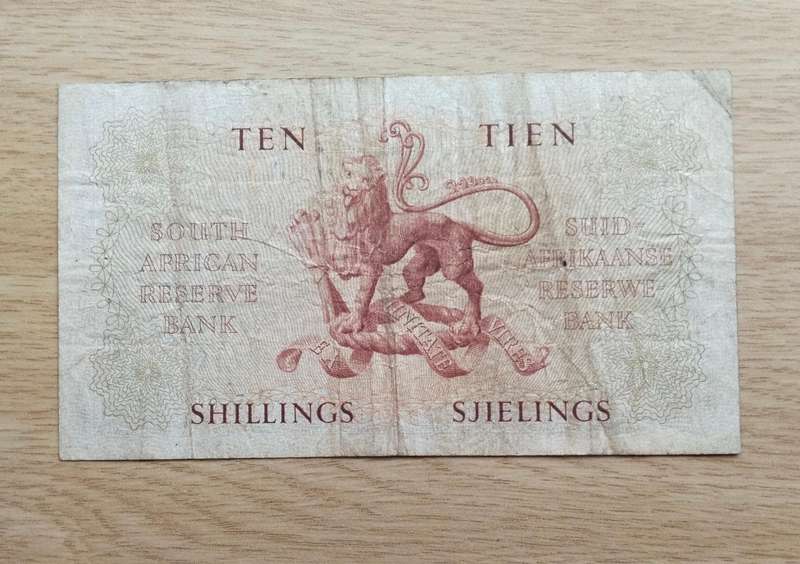 TEN TIEN
SOUTH
AFRICAN
RESERVE
BANK
SUID-
AFRIKAANSE
RESERWE-
BANK
EX UNITATE VIRES
SHILLINGS SJIELINGS